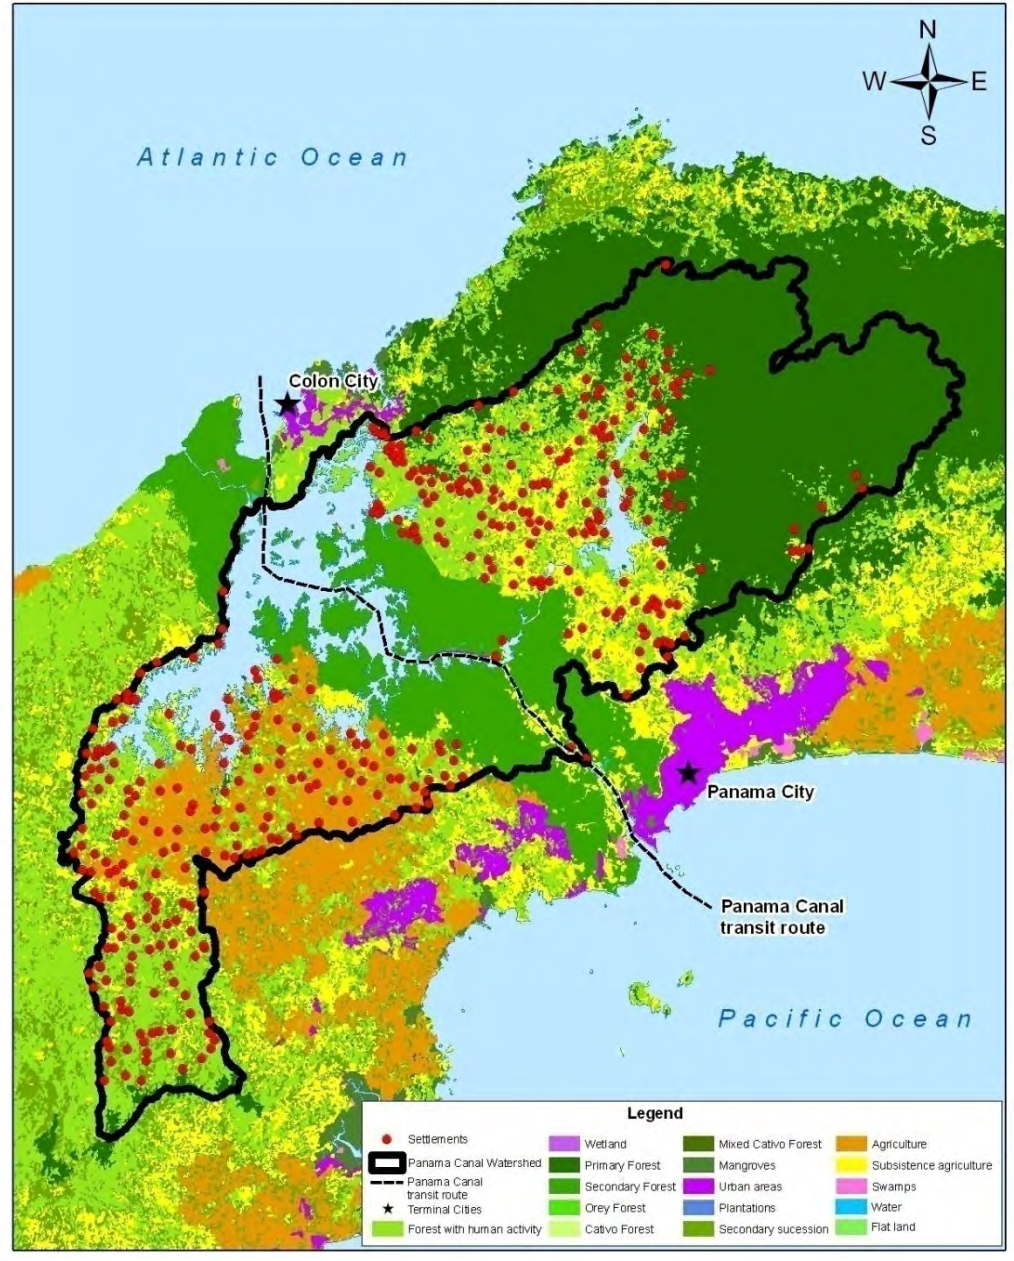 N
W E
S
Atlantic Ocean
Colon City
Panama City
Panama Canal
transit route
Pacific Ocean
Legend
Settlements
Panama Canal Watershed
Panama Canal
transit route
Terminal Cities
Forest with human activity
Wetland
Primary Forest
Secondary Forest
Orey Forest
Cativo Forest
Mixed Cativo Forest
Mangroves
Urban areas
Plantations
Secondary sucession
Agriculture
Subsistence agriculture
Swamps
Water
Flat land